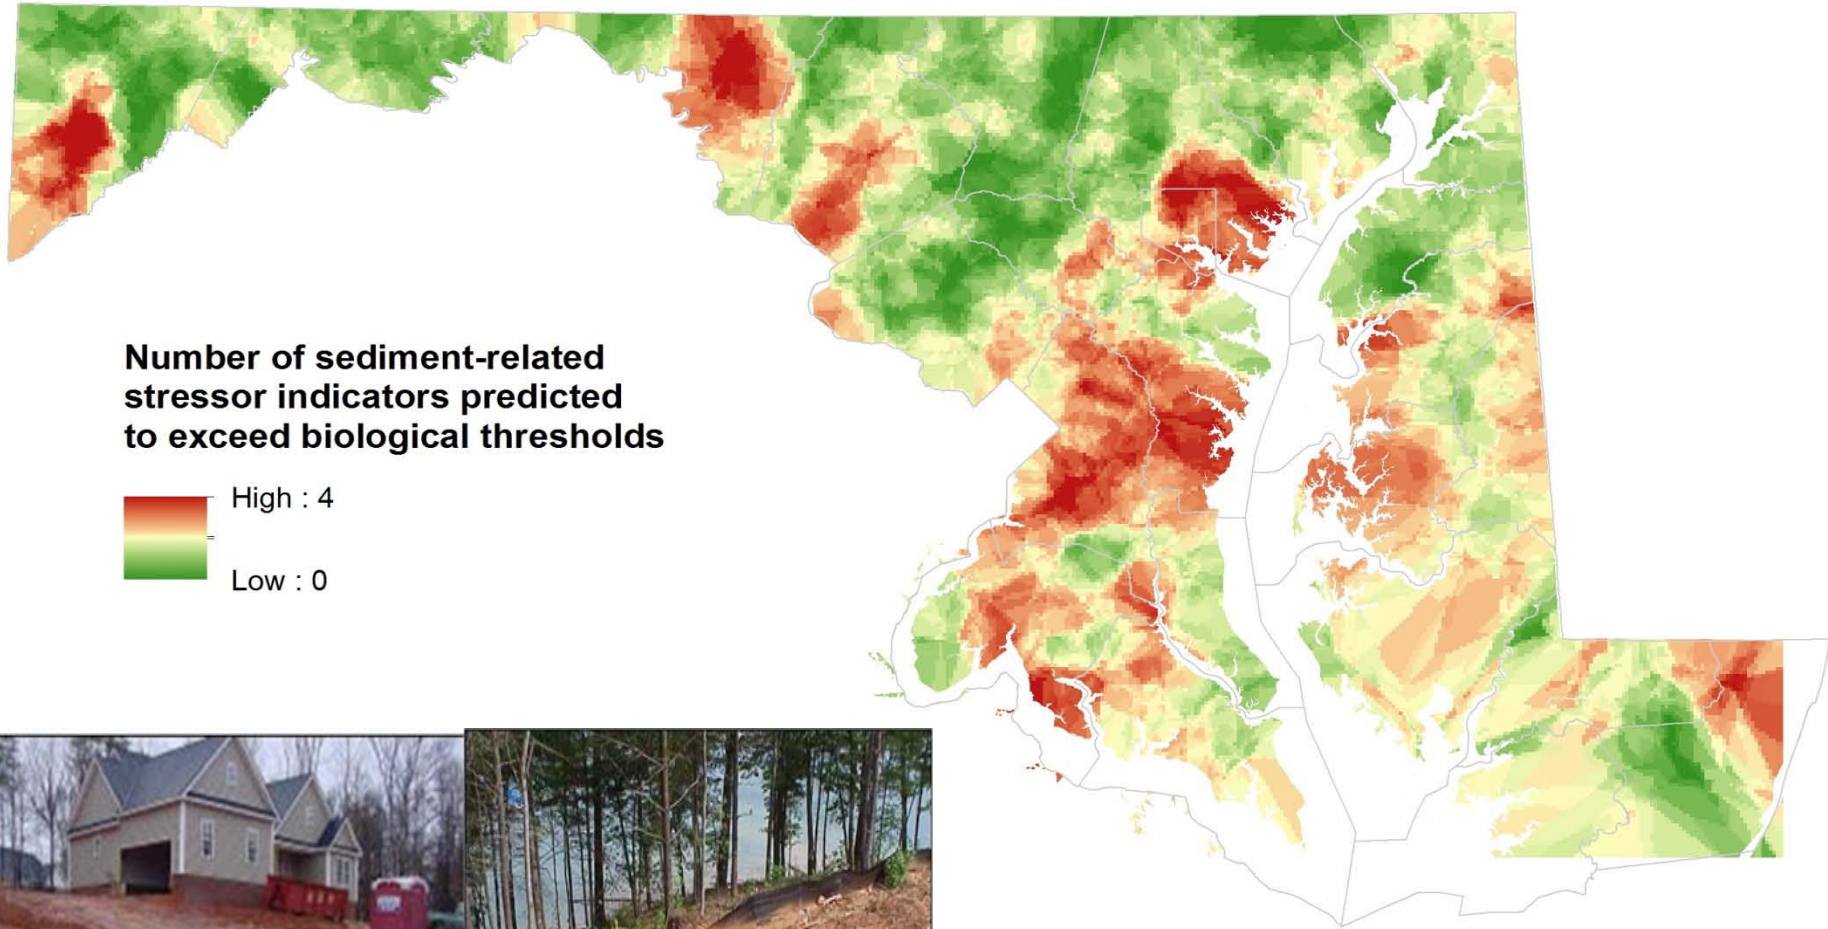 Number of sediment-related
stressor indicators predicted
to exceed biological thresholds
High : 4
Low : 0